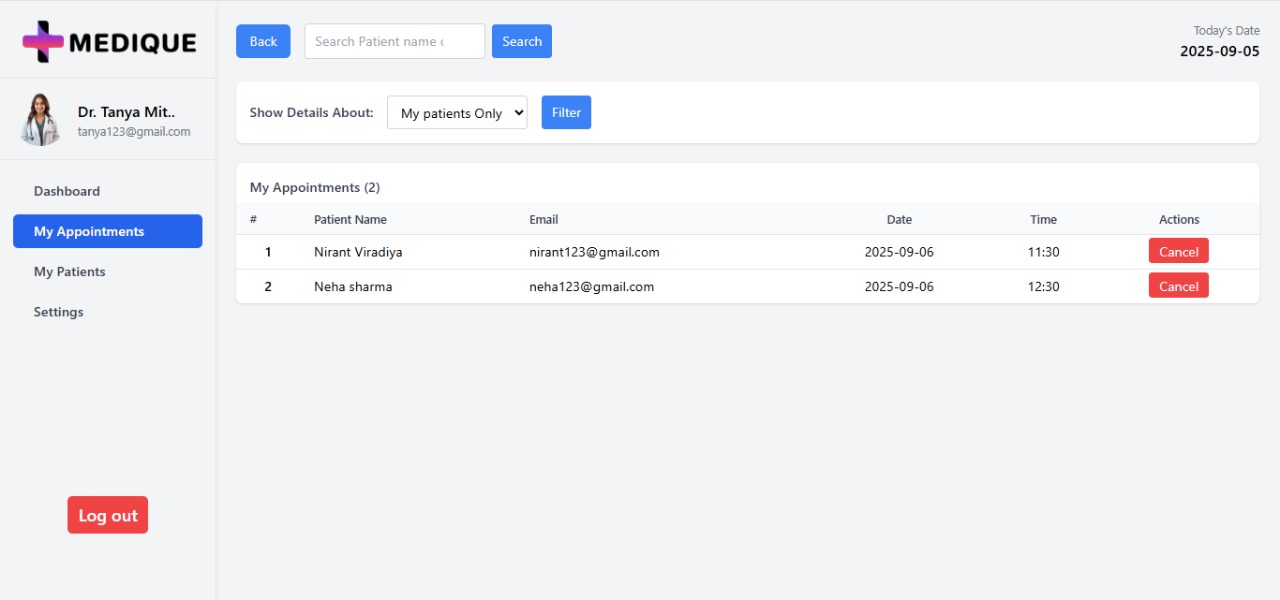 MEDIQUE
Dr. Tanya Mit..
tanya123@gmail.com
Dashboard
My Appointments
My Patients
Settings
Log out
Back
Search Patient name c
Search
Today's Date
2025-09-05
Show Details About: My patients Only Filter
My Appointments (2)
# Patient Name Email Date Time Actions
1 Nirant Viradiya nirant123@gmail.com 2025-09-06 11:30 Cancel
2 Neha sharma neha123@gmail.com 2025-09-06 12:30 Cancel